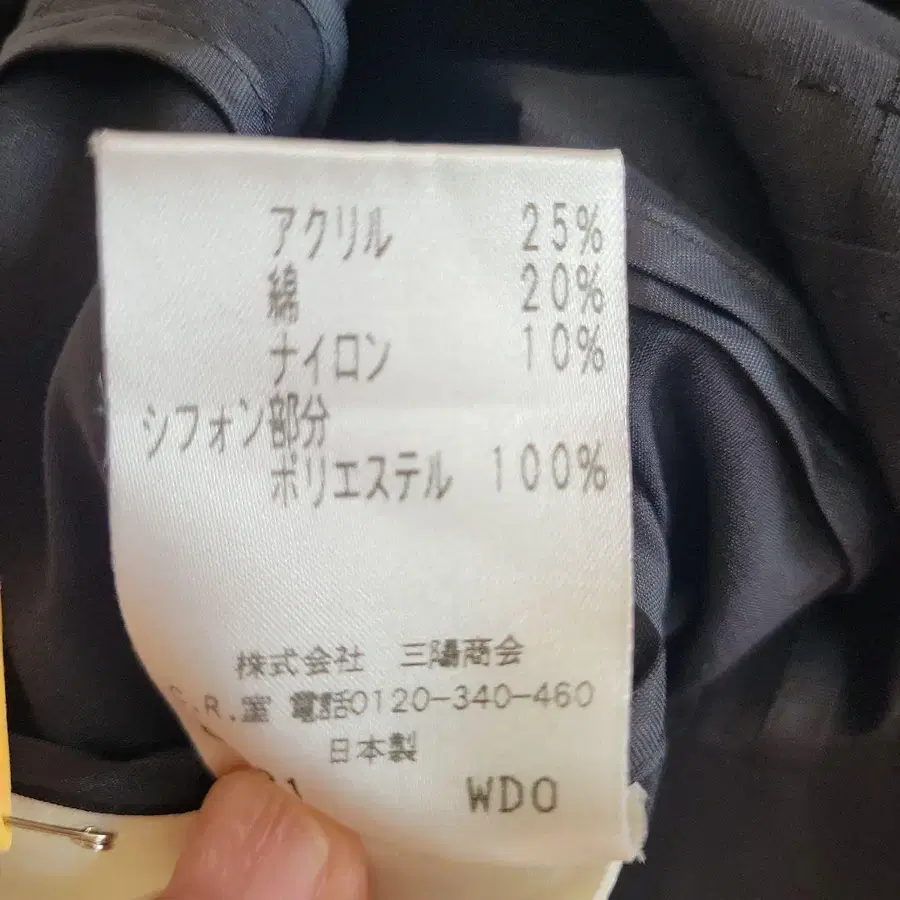 アクリル 25%
綿 20%
ナイロン 10%
シフォン部分
ポリエステル 100%
株式会社 三陽商会
C.R.室 電話0120-340-460
日本製
WDO